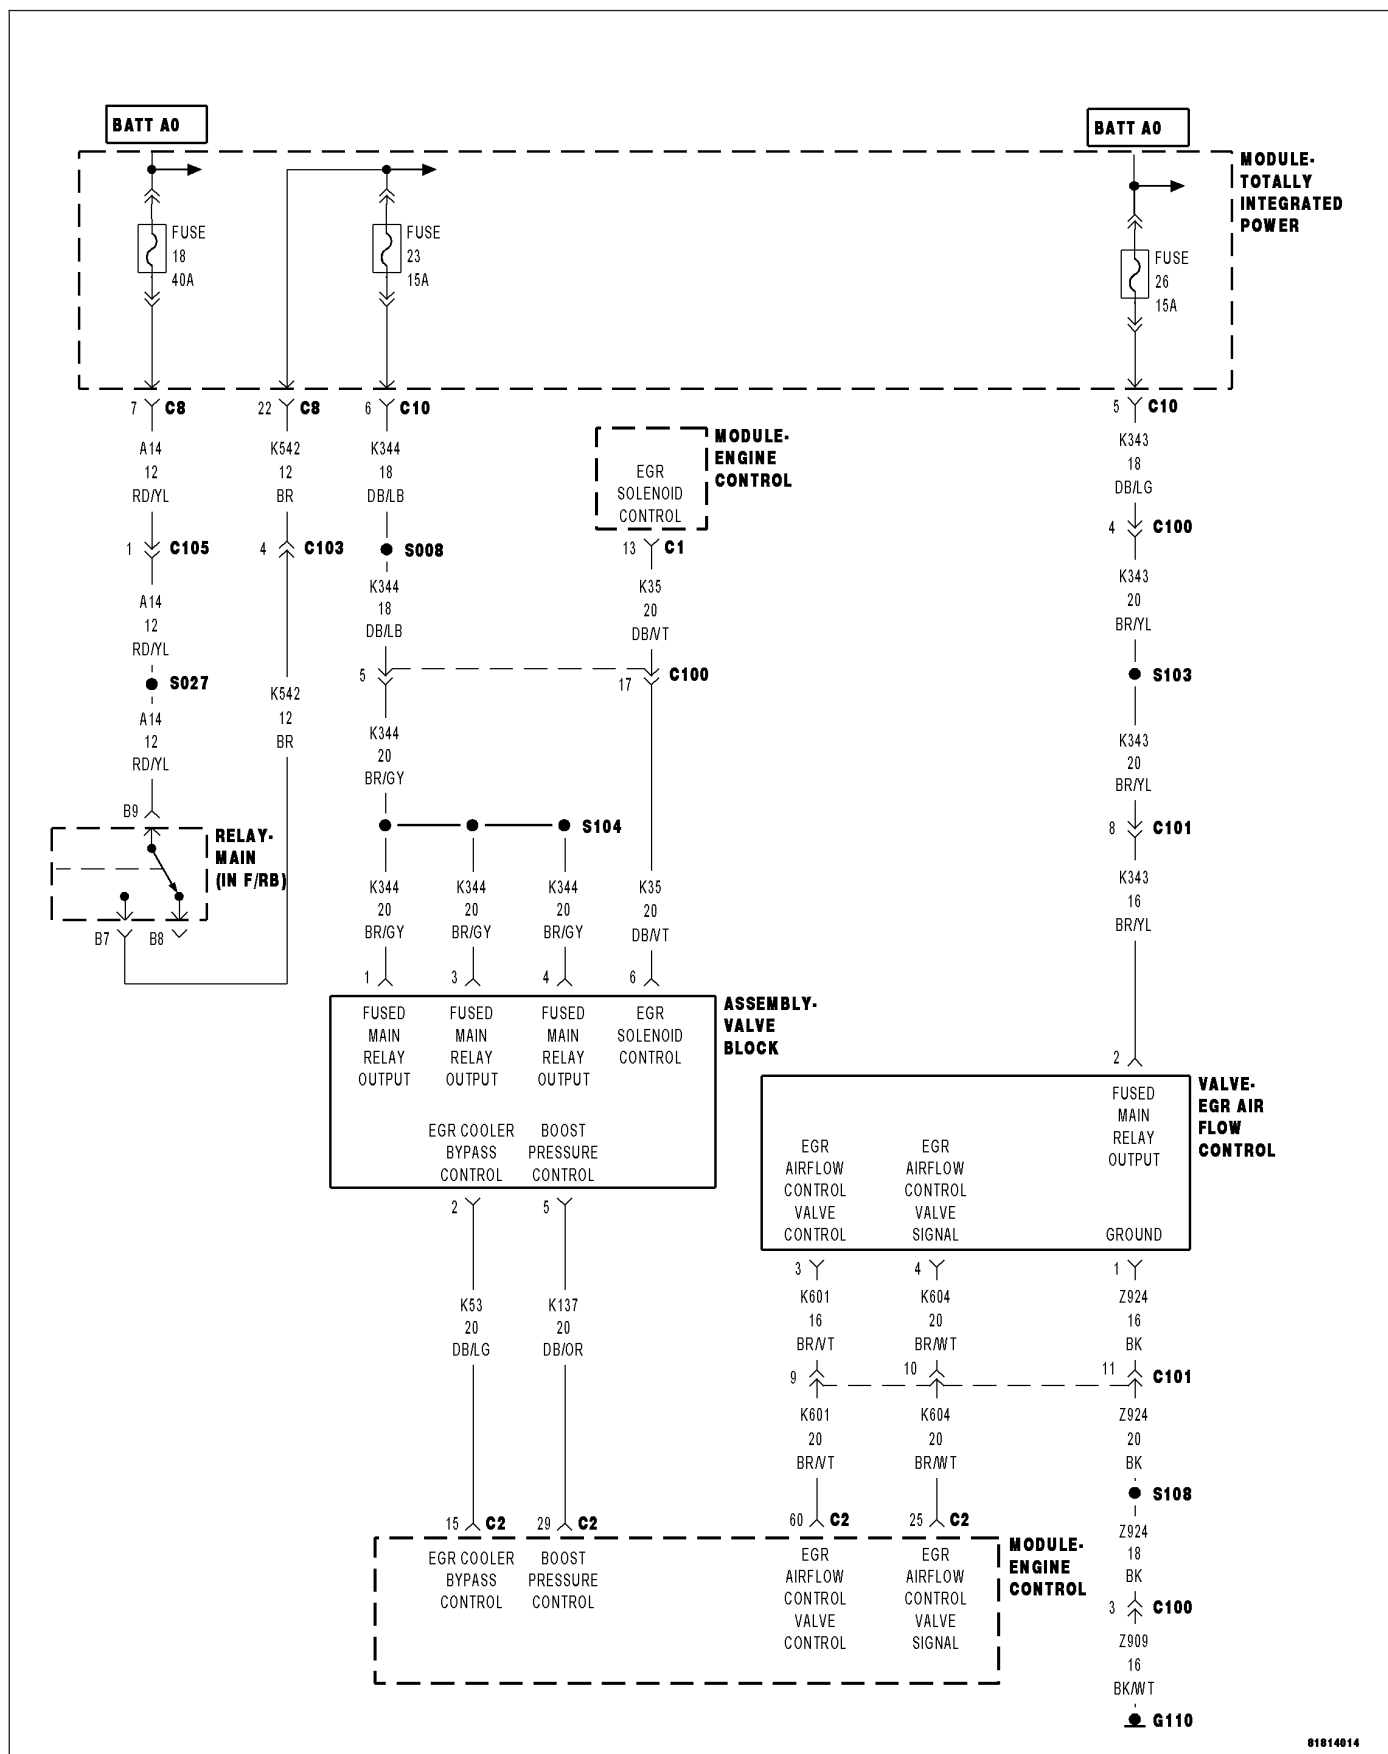 BATT A0
BATT A0
MODULE-
TOTALLY
INTEGRATED
POWER
FUSE
18
40A
FUSE
23
15A
FUSE
26
15A
7 C8
22 C8
6 C10
5 C10
A14
12
RD/YL
K542
12
BR
K344
18
DB/LB
EGR
SOLENOID
CONTROL
MODULE-
ENGINE
CONTROL
K343
18
DB/LG
1 C105
4 C103
S008
13 C1
4 C100
A14
12
RD/YL
K344
18
DB/LB
K35
20
DB/VT
K343
20
BR/YL
S027
K542
12
BR
5
17
C100
S103
A14
12
RD/YL
K344
20
BR/GY
K343
20
BR/YL
B9
RELAY-
MAIN
(IN F/RB)
S104
8 C101
B7
B8
K344
20
BR/GY
K344
20
BR/GY
K344
20
BR/GY
K35
20
DB/VT
K343
16
BR/YL
1
3
4
6
ASSEMBLY-
VALVE
BLOCK
FUSED
MAIN
RELAY
OUTPUT
FUSED
MAIN
RELAY
OUTPUT
FUSED
MAIN
RELAY
OUTPUT
EGR
SOLENOID
CONTROL
EGR COOLER
BYPASS
CONTROL
BOOST
PRESSURE
CONTROL
2
VALVE-
EGR AIR
FLOW
CONTROL
FUSED
MAIN
RELAY
OUTPUT
EGR
AIRFLOW
CONTROL
VALVE
CONTROL
EGR
AIRFLOW
CONTROL
VALVE
SIGNAL
GROUND
2
5
3
4
1
K53
20
DB/LG
K137
20
DB/OR
K601
16
BR/VT
K604
20
BR/WT
Z924
16
BK
9
10
11 C101
K601
20
BR/VT
K604
20
BR/WT
Z924
20
BK
S108
15 C2
29 C2
60 C2
25 C2
EGR COOLER
BYPASS
CONTROL
BOOST
PRESSURE
CONTROL
EGR
AIRFLOW
CONTROL
VALVE
CONTROL
EGR
AIRFLOW
CONTROL
VALVE
SIGNAL
MODULE-
ENGINE
CONTROL
Z924
18
BK
3 C100
Z909
16
BK/WT
G110
81814014